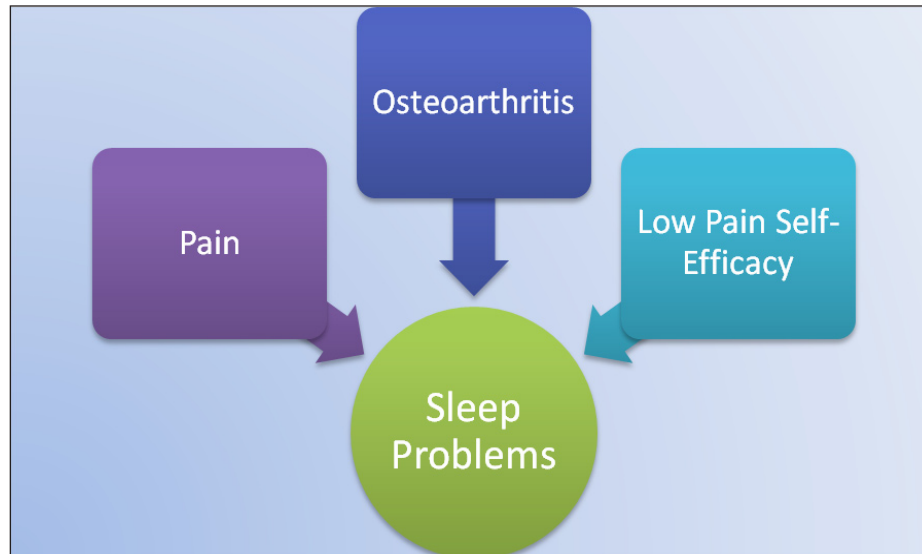 Osteoarthritis
Pain
Low Pain Self-
Efficacy
Sleep
Problems